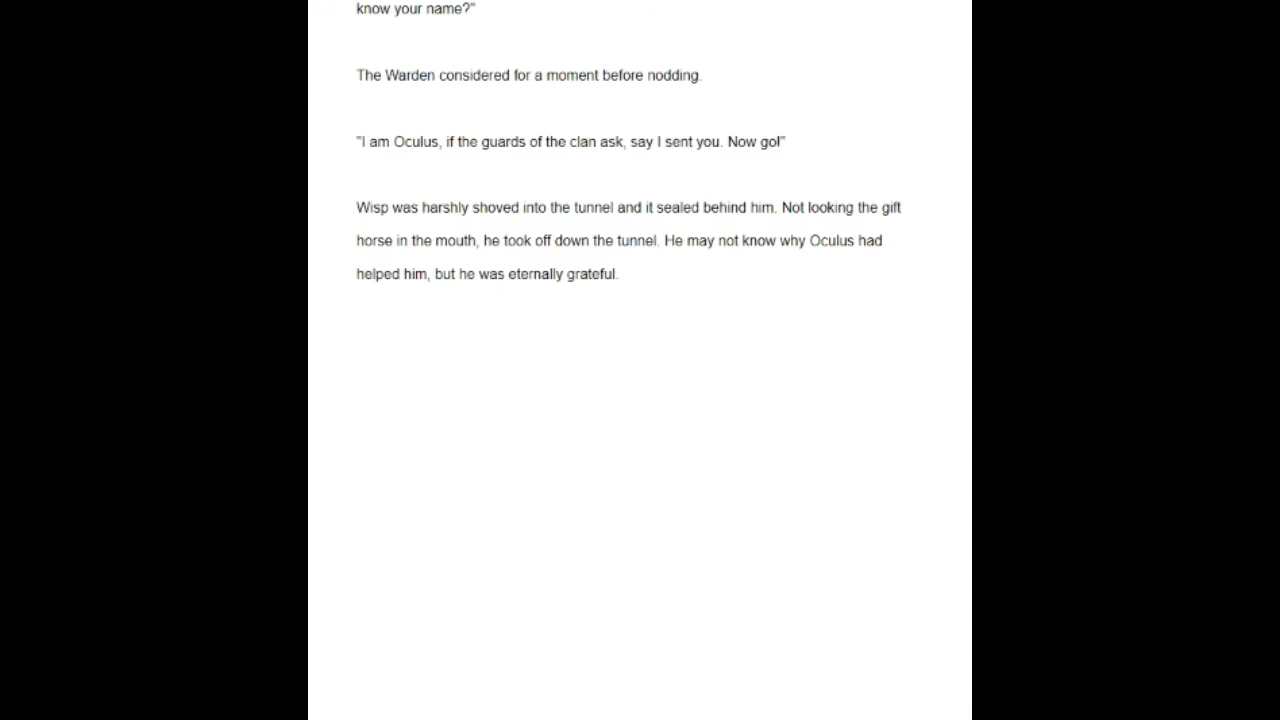 know your name?"
The Warden considered for a moment before nodding.
"I am Oculus, if the guards of the clan ask, say I sent you. Now go!"
Wisp was harshly shoved into the tunnel and it sealed behind him. Not looking the gift
horse in the mouth, he took off down the tunnel. He may not know why Oculus had
helped him, but he was eternally grateful.